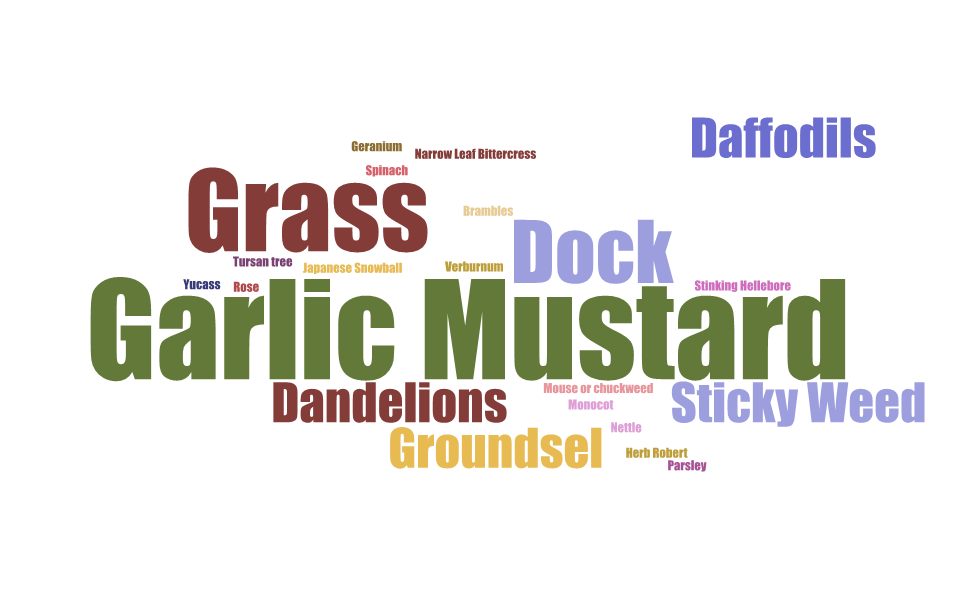 Daffodils
Geranium
Narrow Leaf Bittercress
Spinach
Grass
Brambles
Dock
Tursan tree
Japanese Snowball
Verburnum
Yucass
Rose
Stinking Hellebore
Garlic Mustard
Dandelions
Mouse or chuckweed
Sticky Weed
Monocot
Nettle
Groundsel
Herb Robert
Parsley